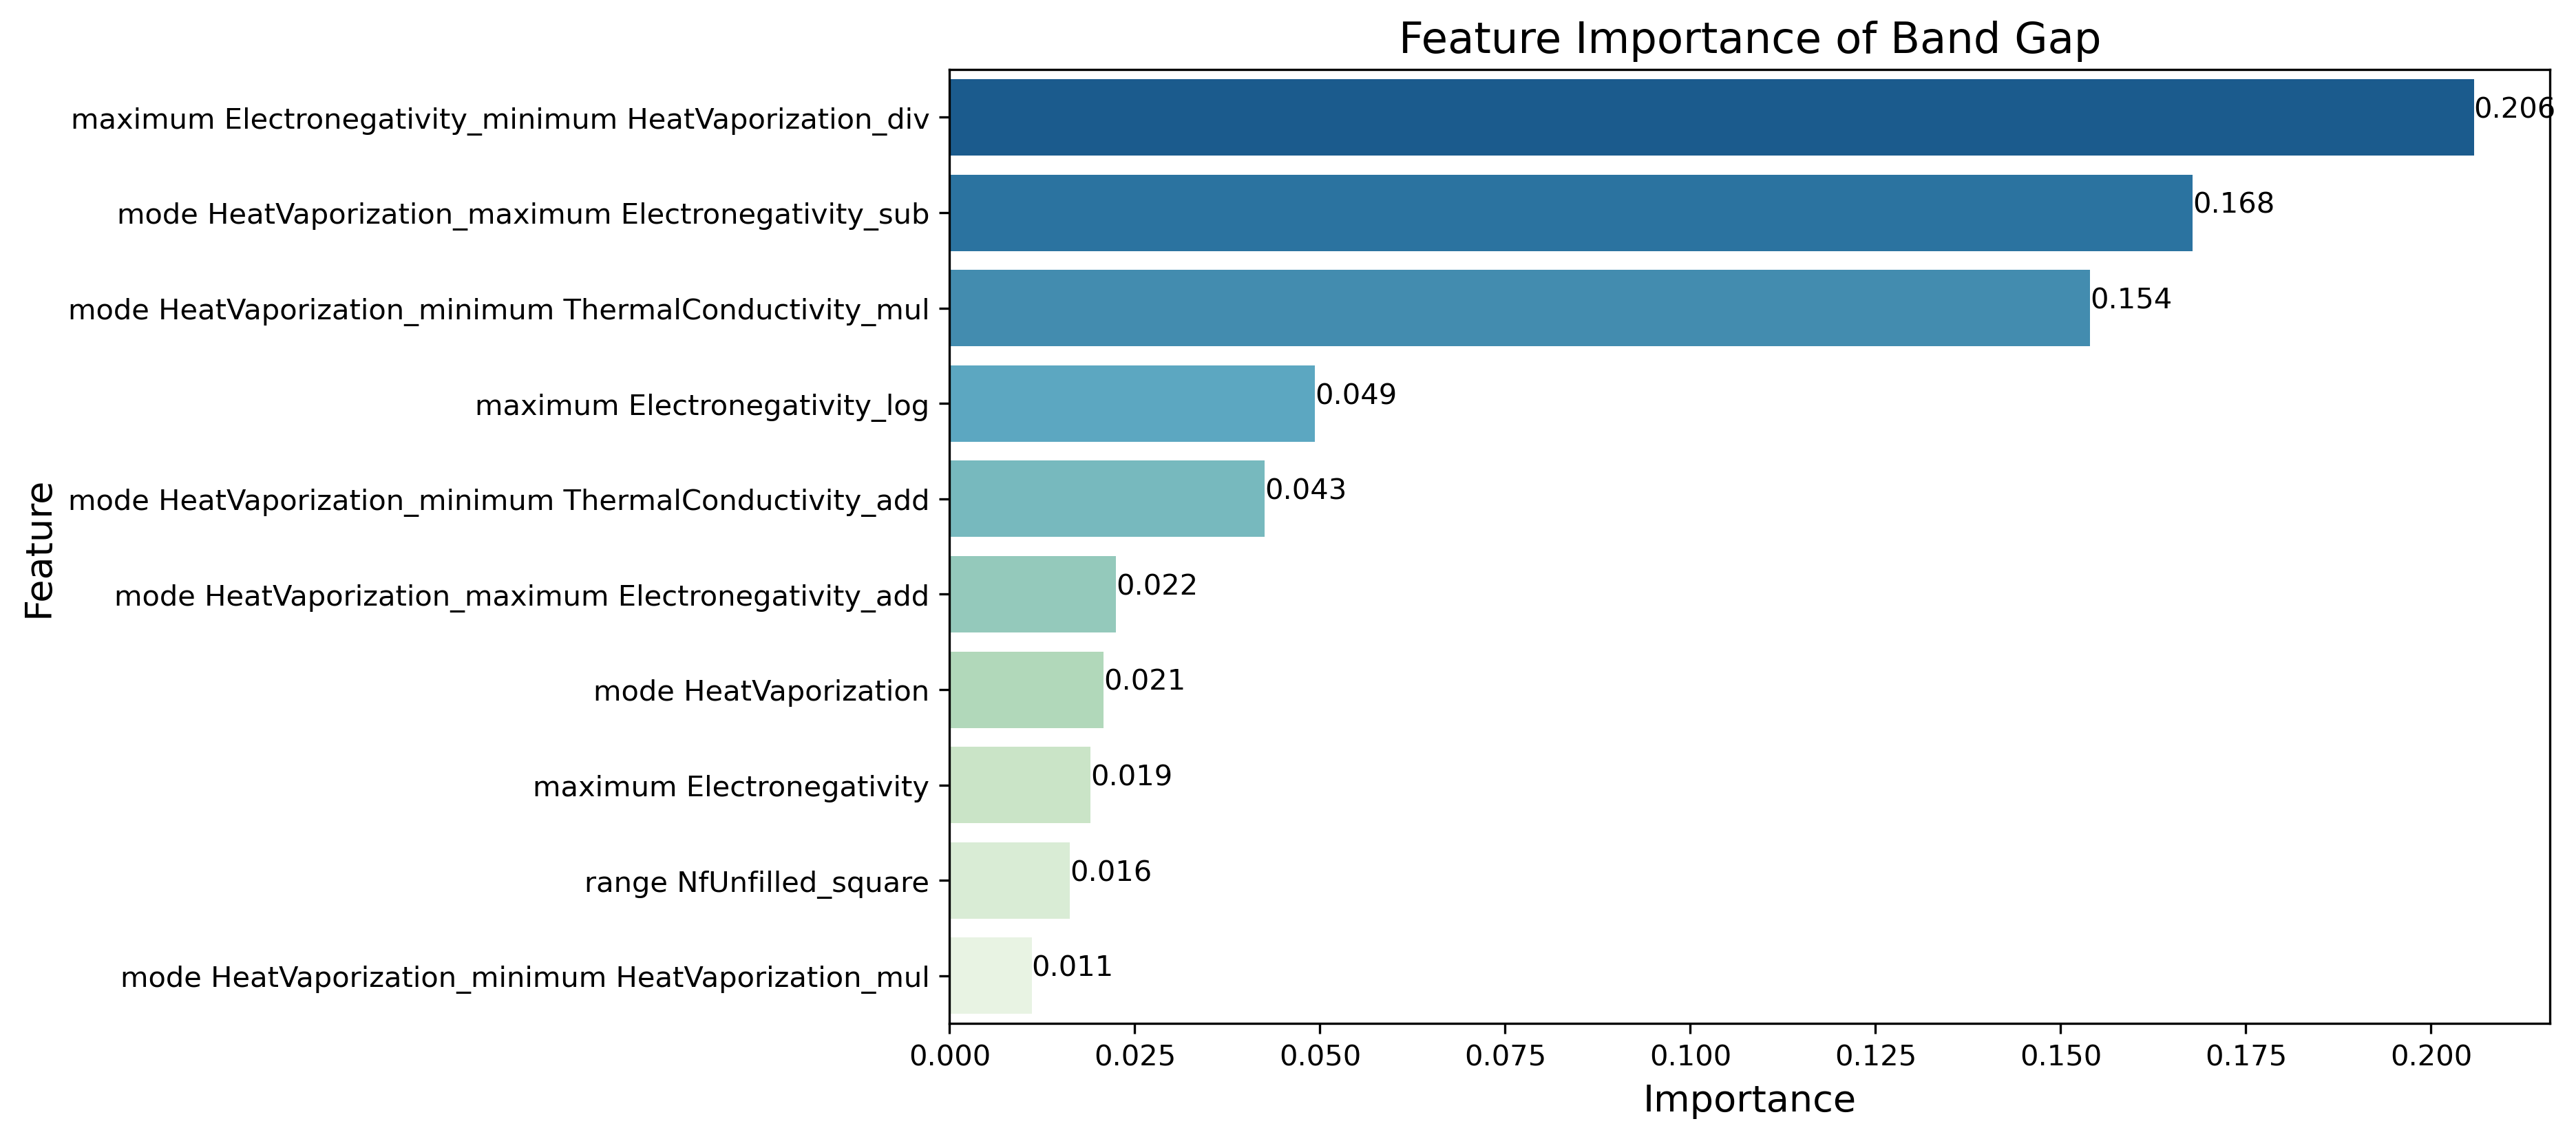 Feature Importance of Band Gap
maximum Electronegativity_minimum HeatVaporization_div
0.206
mode HeatVaporization_maximum Electronegativity_sub
0.168
mode HeatVaporization_minimum ThermalConductivity_mul
0.154
maximum Electronegativity_log
0.049
mode HeatVaporization_minimum ThermalConductivity_add
0.043
mode HeatVaporization_maximum Electronegativity_add
0.022
mode HeatVaporization
0.021
maximum Electronegativity
0.019
range NfUnfilled_square
0.016
mode HeatVaporization_minimum HeatVaporization_mul
0.011
Feature
0.000 0.025 0.050 0.075 0.100 0.125 0.150 0.175 0.200
Importance